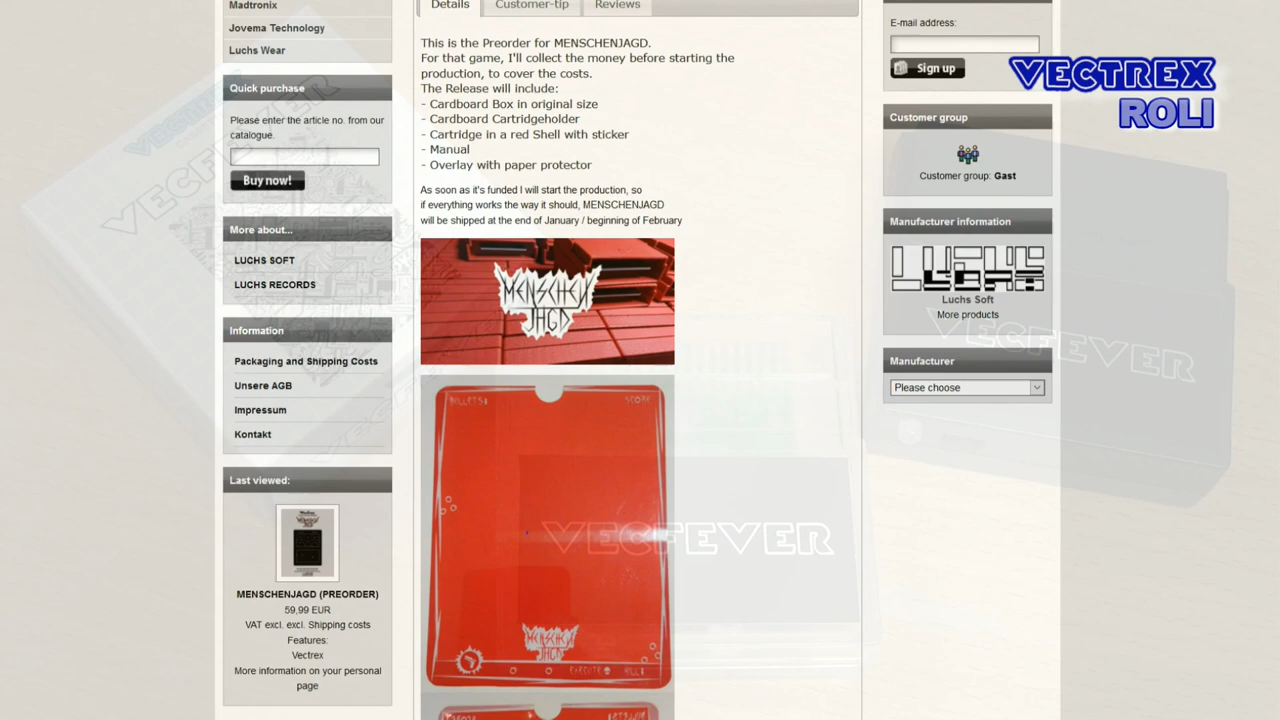 Madtronix
Jovema Technology
Luchs Wear
Quick purchase
Please enter the article no. from our
catalogue.
Buy now!
More about...
LUCHS SOFT
LUCHS RECORDS
Information
Packaging and Shipping Costs
Unsere AGB
Impressum
Kontakt
Last viewed:
MENSCHENJAGD (PREORDER)
59,99 EUR
VAT excl. excl. Shipping costs
Features:
Vectrex
More information on your personal
page
Details
Customer-tip
Reviews
This is the Preorder for MENSCHENJAGD.
For that game, I'll collect the money before starting the
production, to cover the costs.
The Release will include:
- Cardboard Box in original size
- Cardboard Cartridgeholder
- Cartridge in a red Shell with sticker
- Manual
- Overlay with paper protector
As soon as it's funded I will start the production, so
if everything works the way it should, MENSCHENJAGD
will be shipped at the end of January / beginning of February
MENSCHEN
JAGD
BULLETS
SCORE
VECFEVER
MENSCHEN
JAGD
EXECUTE
KILL
E-mail address:
Sign up
VECTREX
ROLI
Customer group
Customer group: Gast
Manufacturer information
LUCHS
SOFT
Luchs Soft
More products
VECFEVER
Manufacturer
Please choose
VECFEVER